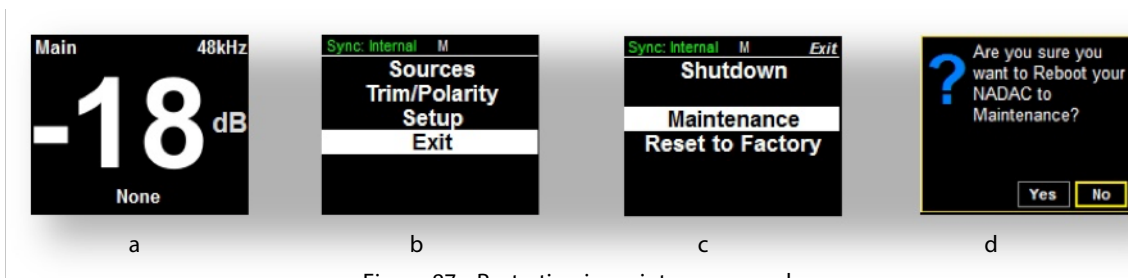 Main 48kHz
-18 dB
None
Sync: Internal M
Sources
Trim/Polarity
Setup
Exit
Sync: Internal M Exit
Shutdown
Maintenance
Reset to Factory
?
Are you sure you
want to Reboot your
NADAC to
Maintenance?
Yes No
a b c d